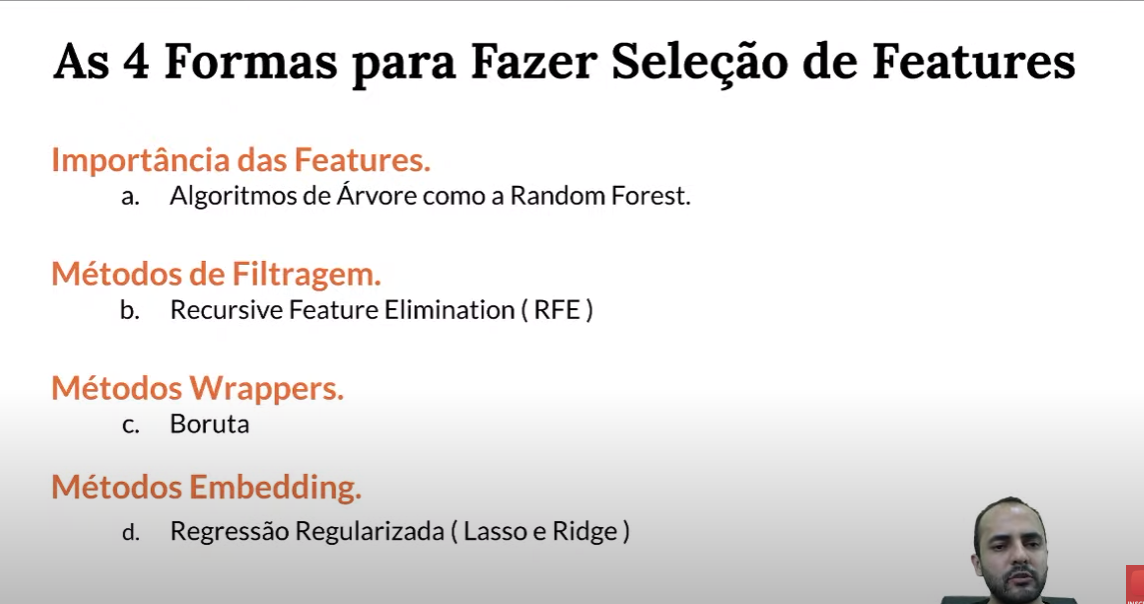 As 4 Formas para Fazer Seleção de Features
Importância das Features.
a. Algoritmos de Árvore como a Random Forest.
Métodos de Filtragem.
b. Recursive Feature Elimination ( RFE )
Métodos Wrappers.
c. Boruta
Métodos Embedding.
d. Regressão Regularizada ( Lasso e Ridge )